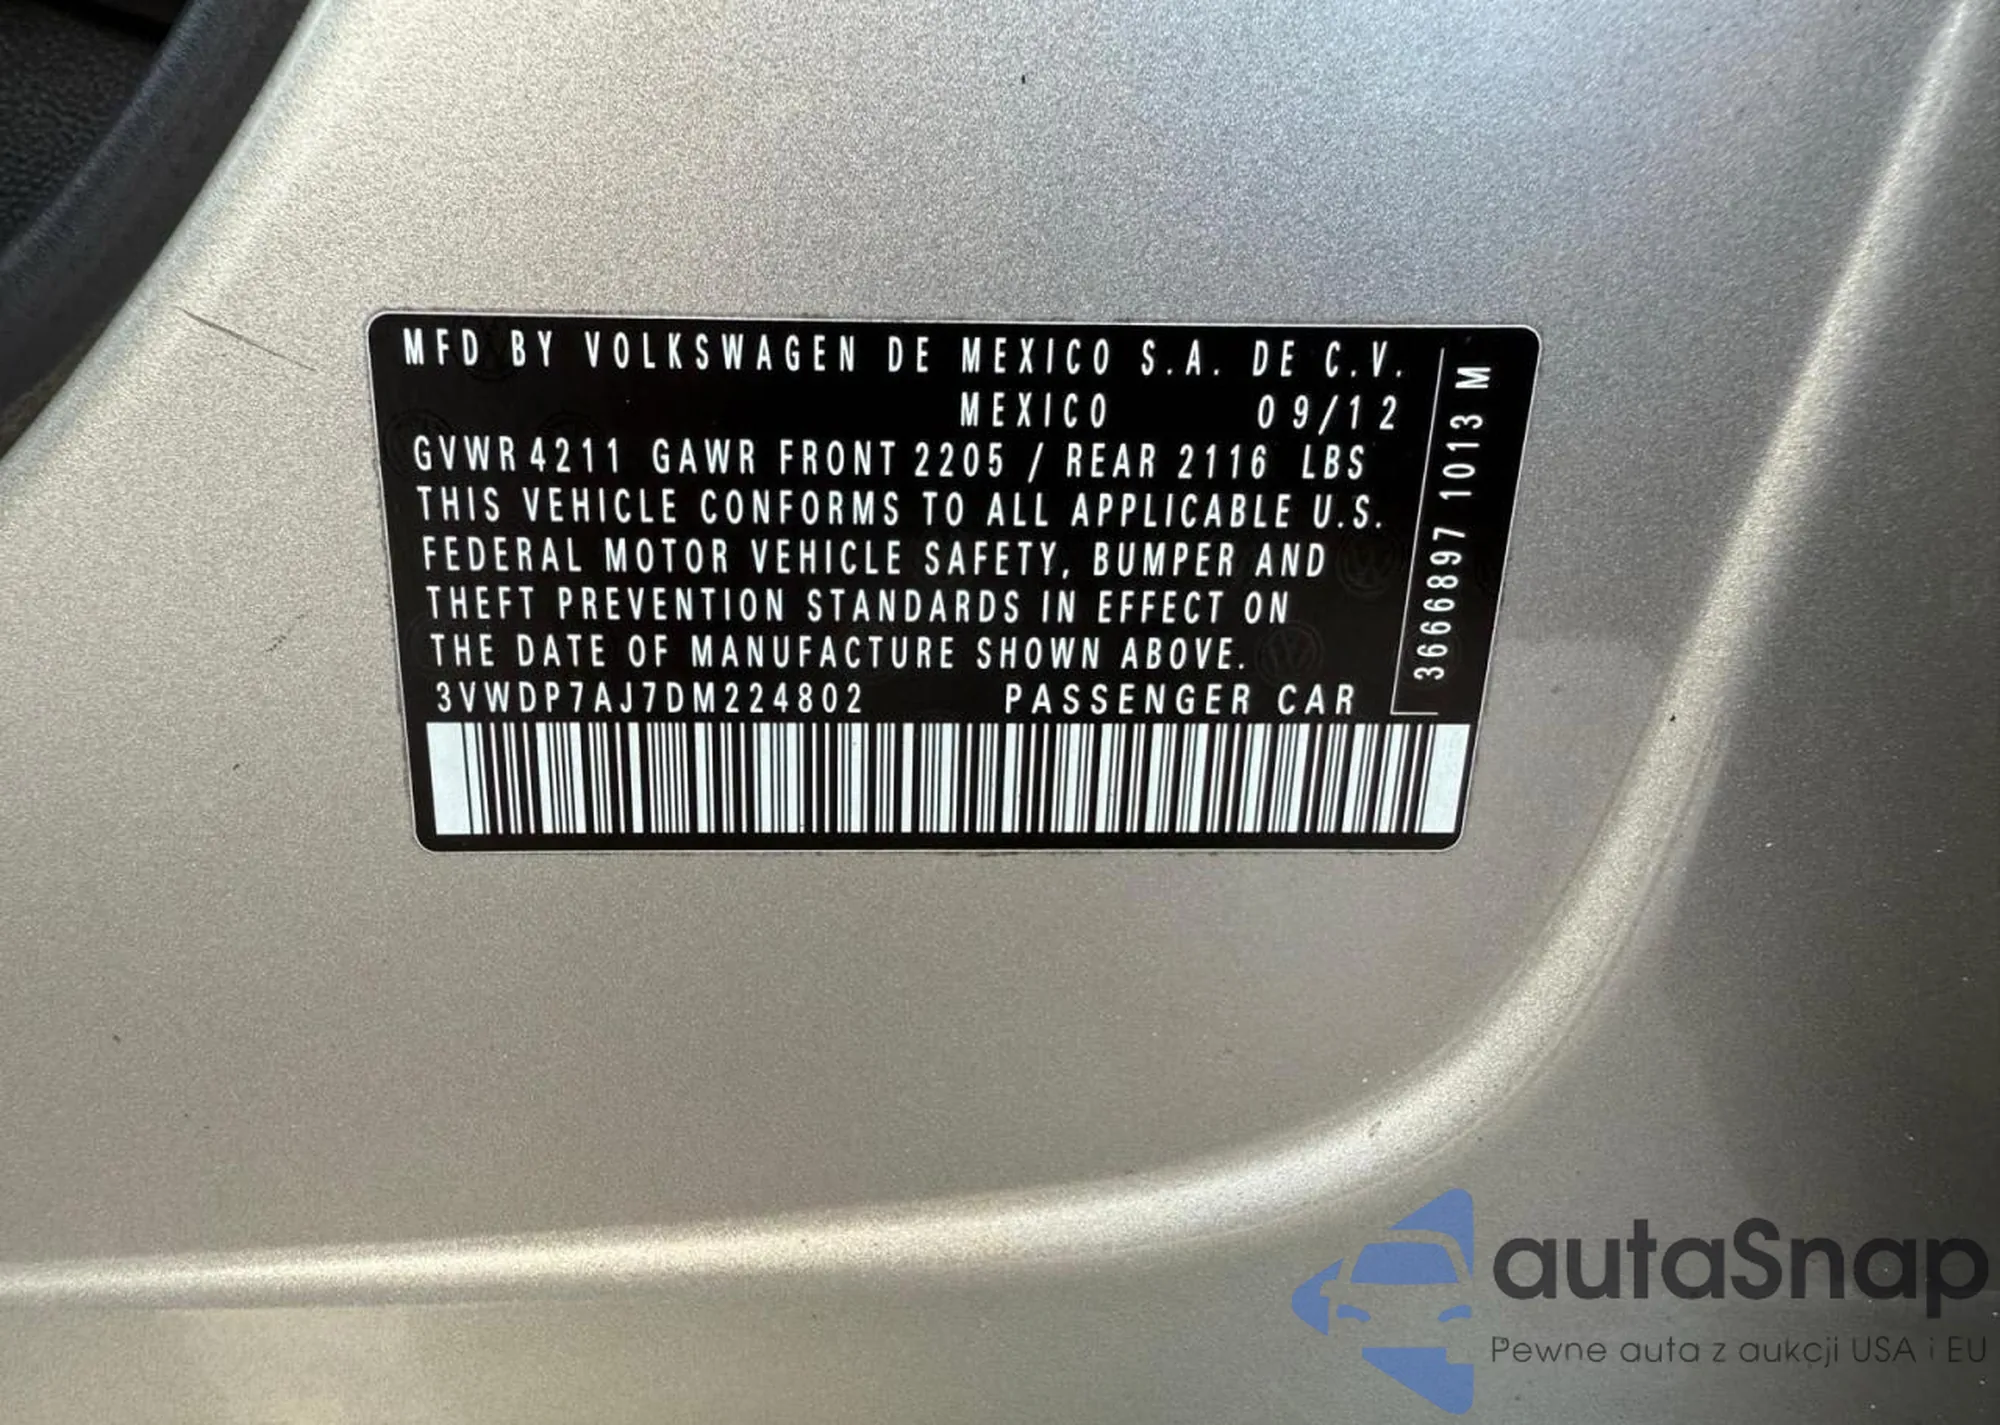 MFD BY VOLKSWAGEN DE MEXICO S.A. DE C.V.
MEXICO 09/12
GVWR 4211 GAWR FRONT 2205 / REAR 2116 LBS
THIS VEHICLE CONFORMS TO ALL APPLICABLE U.S.
FEDERAL MOTOR VEHICLE SAFETY, BUMPER AND
THEFT PREVENTION STANDARDS IN EFFECT ON
THE DATE OF MANUFACTURE SHOWN ABOVE.
3VWDP7AJ7DM224802 PASSENGER CAR
3666897 1013 M
autaSnap
Pewne auta z aukcji USA i EU